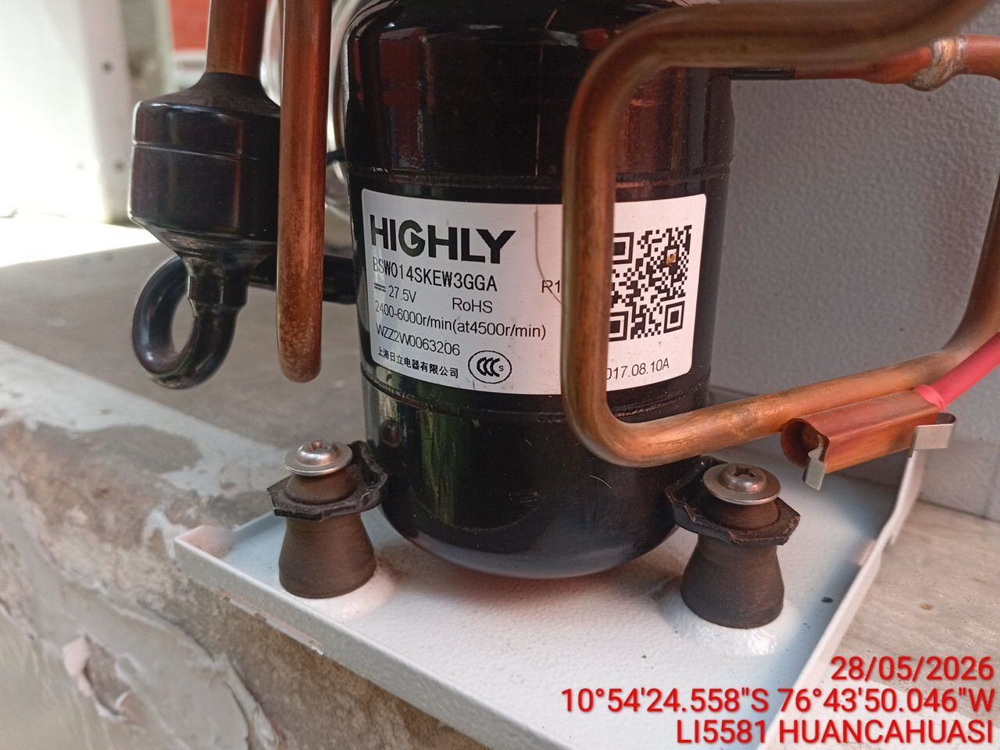 HIGHLY
BSW014SKEW3GGA
27.5V RoHS
2400-6000r/min(at4500r/min)
WZZ2W0063206
上海日立电器有限公司 CCC S
017.08.10A
28/05/2026
10°54'24.558"S 76°43'50.046"W
LI5581 HUANCAHUASI